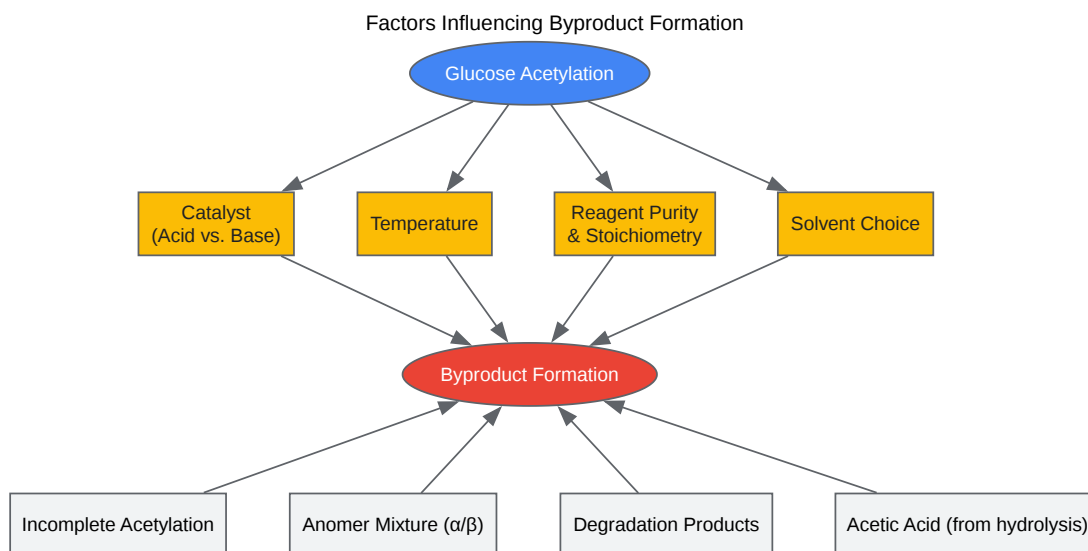 Factors Influencing Byproduct Formation
Glucose Acetylation
Catalyst
(Acid vs. Base)
Temperature
Reagent Purity
& Stoichiometry
Solvent Choice
Byproduct Formation
Incomplete Acetylation
Anomer Mixture (α/β)
Degradation Products
Acetic Acid (from hydrolysis)